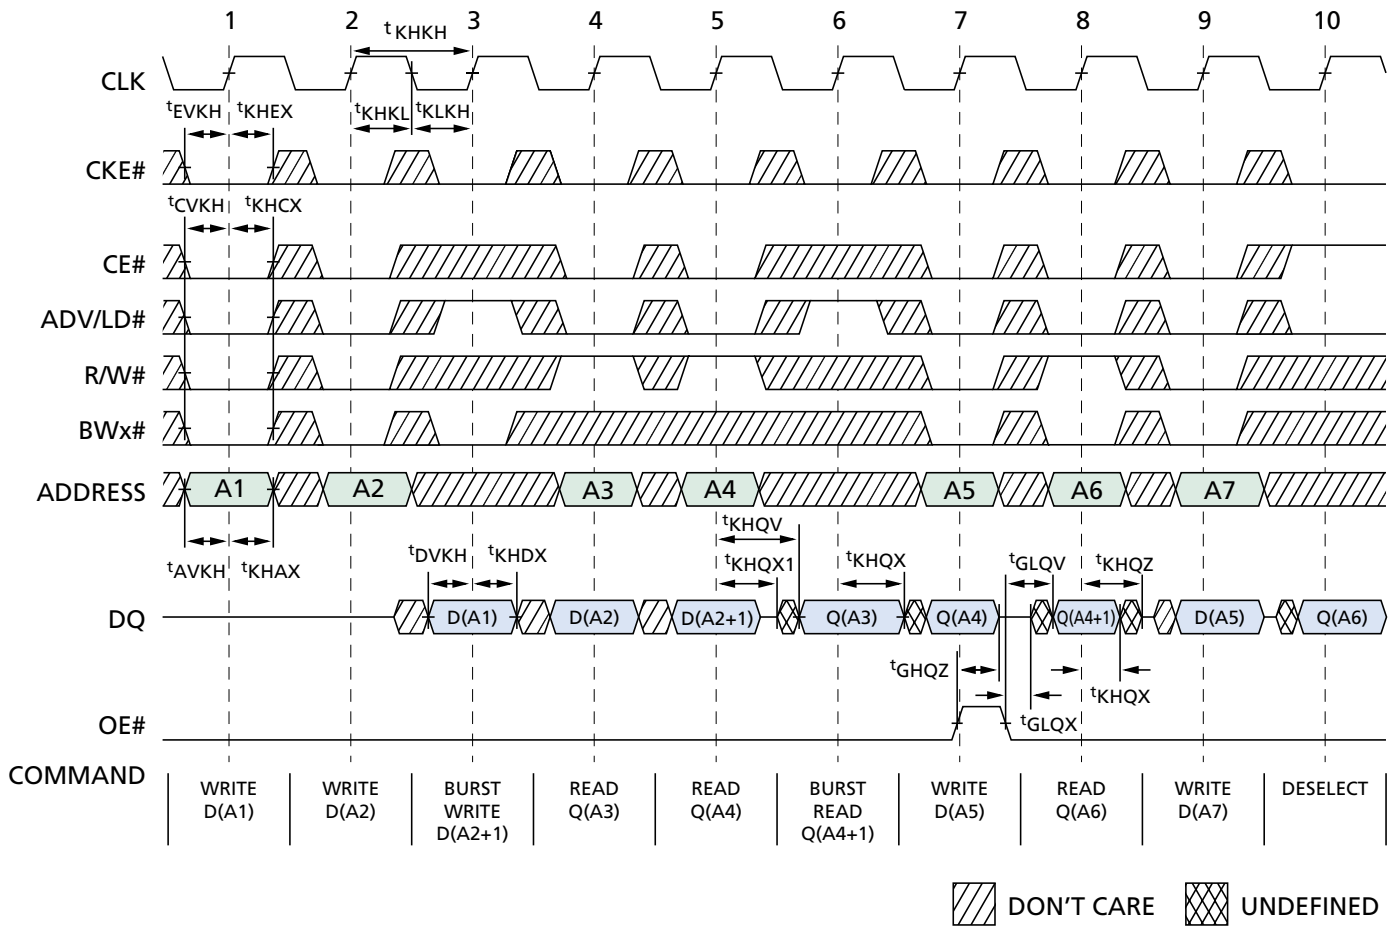 1 2 3 4 5 6 7 8 9 10
tKHKH
CLK
tEVKH tKHEX tKHKL tKLKH
CKE#
tCVKH tKHCX
CE#
ADV/LD#
R/W#
BWx#
ADDRESS A1 A2 A3 A4 A5 A6 A7
tKHQV
tAVKH tKHAX tDVKH tKHDX tKHQX1 tKHQX tGLQV tKHQZ
DQ D(A1) D(A2) D(A2+1) Q(A3) Q(A4) Q(A4+1) D(A5) Q(A6)
tGHQZ tKHQX
tGLQX
OE#
COMMAND
WRITE
D(A1)
WRITE
D(A2)
BURST
WRITE
D(A2+1)
READ
Q(A3)
READ
Q(A4)
BURST
READ
Q(A4+1)
WRITE
D(A5)
READ
Q(A6)
WRITE
D(A7)
DESELECT
DON'T CARE UNDEFINED